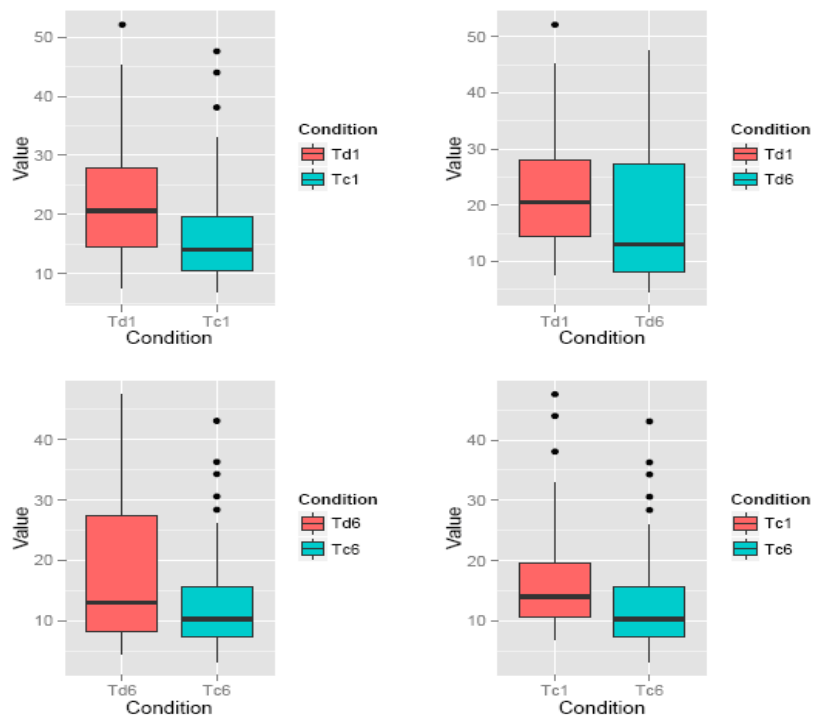 50
40
30
20
10
Value
Td1 Tc1
Condition
Condition
Td1
Tc1
50
40
30
20
10
Value
Td1 Td6
Condition
Condition
Td1
Td6
40
30
20
10
Value
Td6 Tc6
Condition
Condition
Td6
Tc6
40
30
20
10
Value
Tc1 Tc6
Condition
Condition
Tc1
Tc6